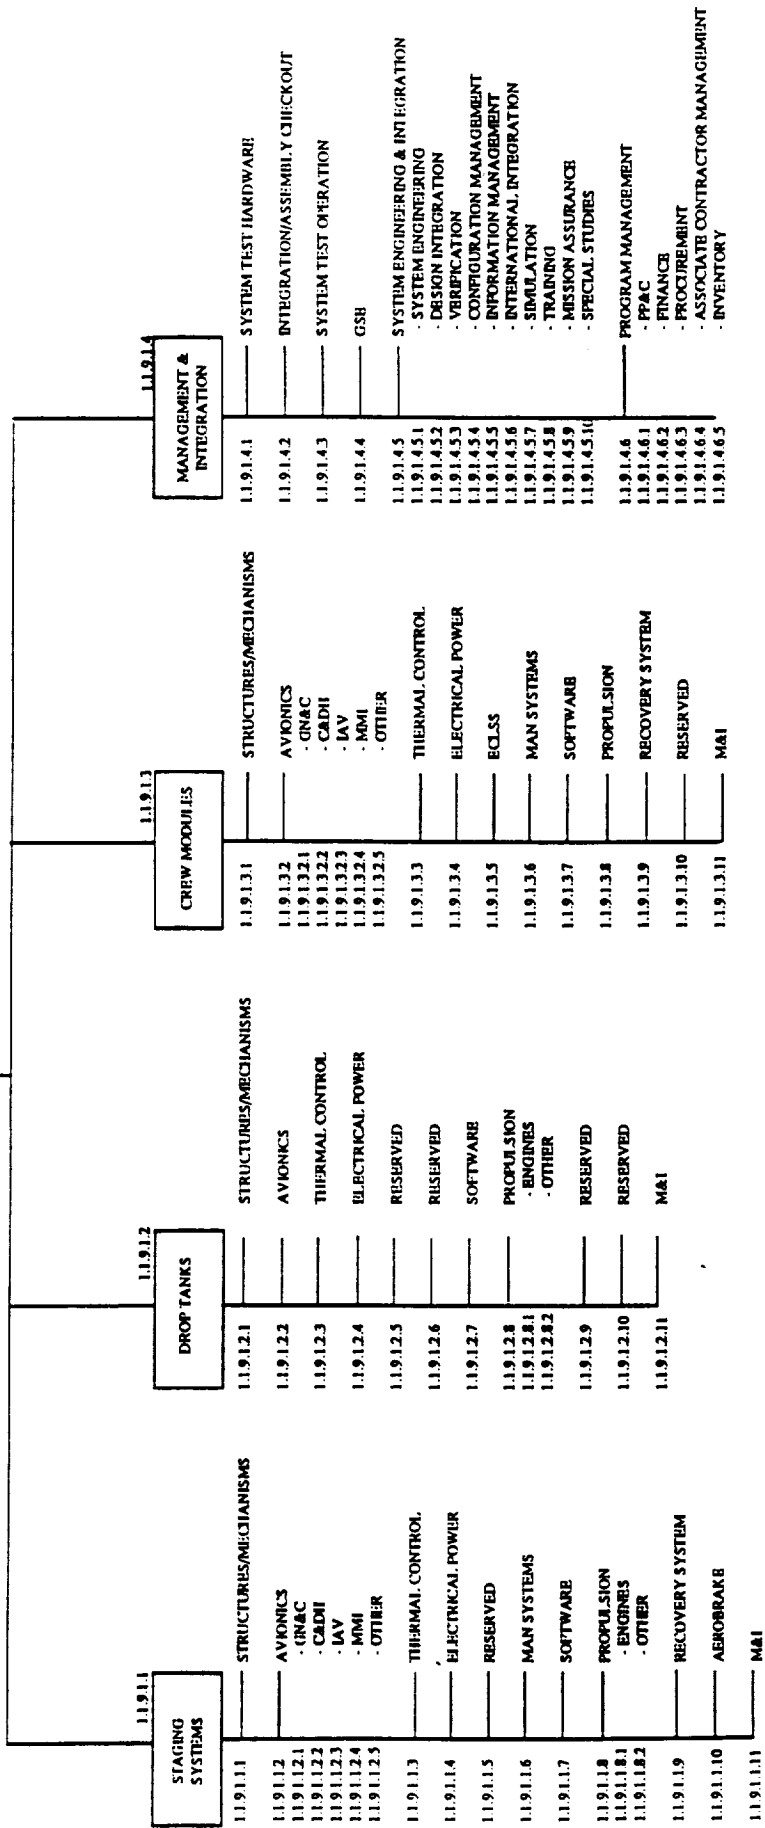 1.1.9.1.1
STAGING
SYSTEMS
1.1.9.1.1.1 STRUCTURES/MECHANISMS
1.1.9.1.1.2 AVIONICS
1.1.9.1.1.2.1 - GN&C
1.1.9.1.1.2.2 - C&DH
1.1.9.1.1.2.3 - IAV
1.1.9.1.1.2.4 - MMI
1.1.9.1.1.2.5 - OTHER
1.1.9.1.1.3 THERMAL CONTROL
1.1.9.1.1.4 ELECTRICAL POWER
1.1.9.1.1.5 RESERVED
1.1.9.1.1.6 MAN SYSTEMS
1.1.9.1.1.7 SOFTWARE
1.1.9.1.1.8 PROPULSION
1.1.9.1.1.8.1 - ENGINES
1.1.9.1.1.8.2 - OTHER
1.1.9.1.1.9 RECOVERY SYSTEM
1.1.9.1.1.10 AEROBRAKE
1.1.9.1.1.11 M&I
1.1.9.1.2
DROP TANKS
1.1.9.1.2.1 STRUCTURES/MECHANISMS
1.1.9.1.2.2 AVIONICS
1.1.9.1.2.3 THERMAL CONTROL
1.1.9.1.2.4 ELECTRICAL POWER
1.1.9.1.2.5 RESERVED
1.1.9.1.2.6 RESERVED
1.1.9.1.2.7 SOFTWARE
1.1.9.1.2.8 PROPULSION
1.1.9.1.2.8.1 - ENGINES
1.1.9.1.2.8.2 - OTHER
1.1.9.1.2.9 RESERVED
1.1.9.1.2.10 RESERVED
1.1.9.1.2.11 M&I
1.1.9.1.3
CREW MODULES
1.1.9.1.3.1 STRUCTURES/MECHANISMS
1.1.9.1.3.2 AVIONICS
1.1.9.1.3.2.1 - GN&C
1.1.9.1.3.2.2 - C&DH
1.1.9.1.3.2.3 - IAV
1.1.9.1.3.2.4 - MMI
1.1.9.1.3.2.5 - OTHER
1.1.9.1.3.3 THERMAL CONTROL
1.1.9.1.3.4 ELECTRICAL POWER
1.1.9.1.3.5 ECLSS
1.1.9.1.3.6 MAN SYSTEMS
1.1.9.1.3.7 SOFTWARE
1.1.9.1.3.8 PROPULSION
1.1.9.1.3.9 RECOVERY SYSTEM
1.1.9.1.3.10 RESERVED
1.1.9.1.3.11 M&I
1.1.9.1.4
MANAGEMENT &
INTEGRATION
1.1.9.1.4.1 SYSTEM TEST HARDWARE
1.1.9.1.4.2 INTEGRATION/ASSEMBLY CHECKOUT
1.1.9.1.4.3 SYSTEM TEST OPERATION
1.1.9.1.4.4 GSE
1.1.9.1.4.5 SYSTEM ENGINEERING & INTEGRATION
1.1.9.1.4.5.1 - SYSTEM ENGINEERING
1.1.9.1.4.5.2 - DESIGN INTEGRATION
1.1.9.1.4.5.3 - VERIFICATION
1.1.9.1.4.5.4 - CONFIGURATION MANAGEMENT
1.1.9.1.4.5.5 - INFORMATION MANAGEMENT
1.1.9.1.4.5.6 - INTERNATIONAL INTEGRATION
1.1.9.1.4.5.7 - SIMULATION
1.1.9.1.4.5.8 - TRAINING
1.1.9.1.4.5.9 - MISSION ASSURANCE
1.1.9.1.4.5.10 - SPECIAL STUDIES
1.1.9.1.4.6 PROGRAM MANAGEMENT
1.1.9.1.4.6.1 - PP&C
1.1.9.1.4.6.2 - FINANCE
1.1.9.1.4.6.3 - PROCUREMENT
1.1.9.1.4.6.4 - ASSOCIATE CONTRACTOR MANAGEMENT
1.1.9.1.4.6.5 - INVENTORY